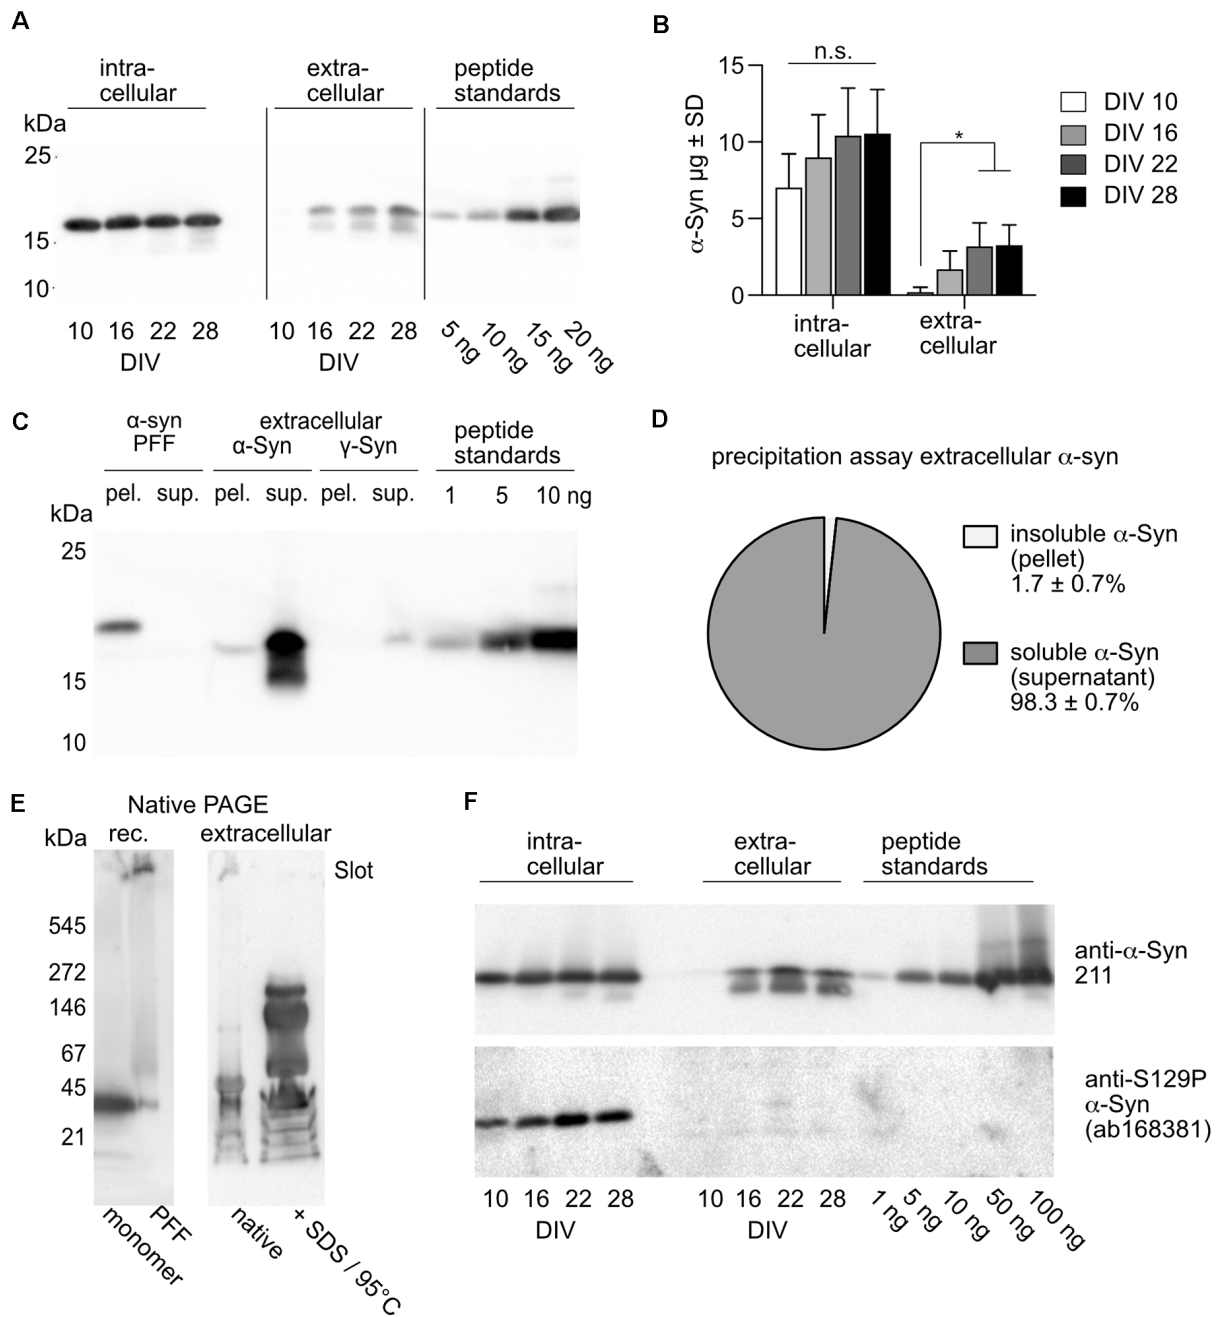 A
intra-
cellular
extra-
cellular
peptide
standards
kDa
25
15
10
10 16 22 28
DIV
10 16 22 28
DIV
5 ng 10 ng 15 ng 20 ng
B
n.s.
*
α-Syn µg ± SD
15
10
5
0
intra-
cellular
extra-
cellular
DIV 10
DIV 16
DIV 22
DIV 28
C
α-syn
PFF
extracellular
α-Syn γ-Syn
peptide
standards
pel. sup. pel. sup. pel. sup. 1 5 10 ng
kDa
25
15
10
D
precipitation assay extracellular α-syn
insoluble α-Syn
(pellet)
1.7 ± 0.7%
soluble α-Syn
(supernatant)
98.3 ± 0.7%
E
Native PAGE
kDa rec. extracellular
Slot
545
272
146
67
45
21
monomer
PFF
native
+ SDS / 95°C
F
intra-
cellular
extra-
cellular
peptide
standards
anti-α-Syn
211
anti-S129P
α-Syn
(ab168381)
10 16 22 28
DIV
10 16 22 28
DIV
1 ng 5 ng 10 ng 50 ng 100 ng